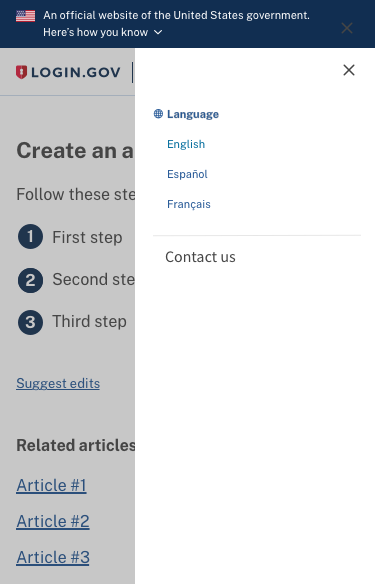 An official website of the United States government.
Here's how you know
LOGIN.GOV
Language
English
Español
Français
Contact us
Create an a
Follow these ste
1 First step
2 Second ste
3 Third step
Suggest edits
Related articles
Article #1
Article #2
Article #3